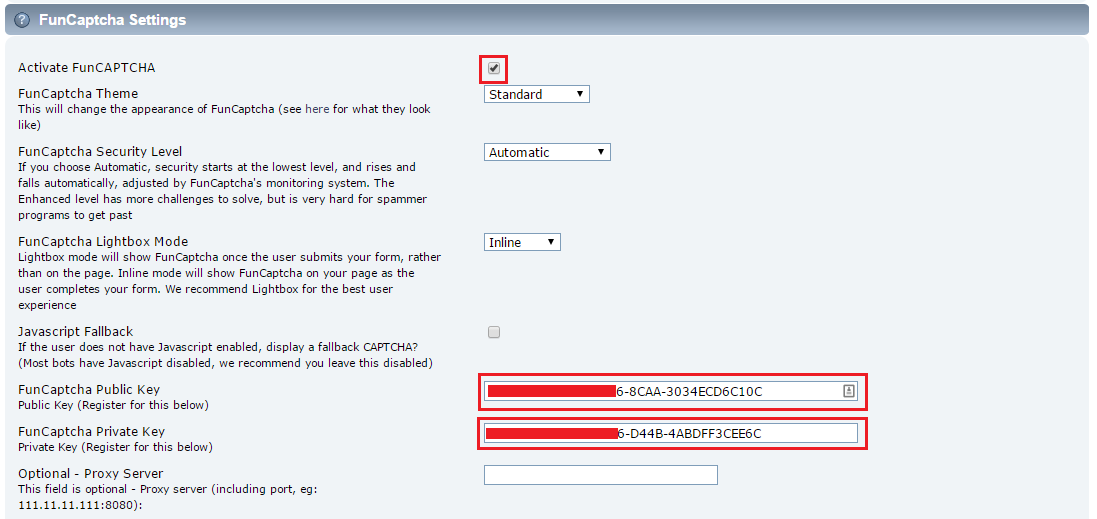 FunCaptcha Settings
Activate FunCAPTCHA
FunCaptcha Theme
Standard
This will change the appearance of FunCaptcha (see here for what they look
like)
FunCaptcha Security Level
Automatic
If you choose Automatic, security starts at the lowest level, and rises and
falls automatically, adjusted by FunCaptcha's monitoring system. The
Enhanced level has more challenges to solve, but is very hard for spammer
programs to get past
FunCaptcha Lightbox Mode
Inline
Lightbox mode will show FunCaptcha once the user submits your form, rather
than on the page. Inline mode will show FunCaptcha on your page as the
user completes your form. We recommend Lightbox for the best user
experience
Javascript Fallback
If the user does not have Javascript enabled, display a fallback CAPTCHA?
(Most bots have Javascript disabled, we recommend you leave this disabled)
FunCaptcha Public Key
6-8CAA-3034ECD6C10C
Public Key (Register for this below)
FunCaptcha Private Key
6-D44B-4ABDFF3CEE6C
Private Key (Register for this below)
Optional - Proxy Server
This field is optional - Proxy server (including port, eg:
111.11.11.111:8080):